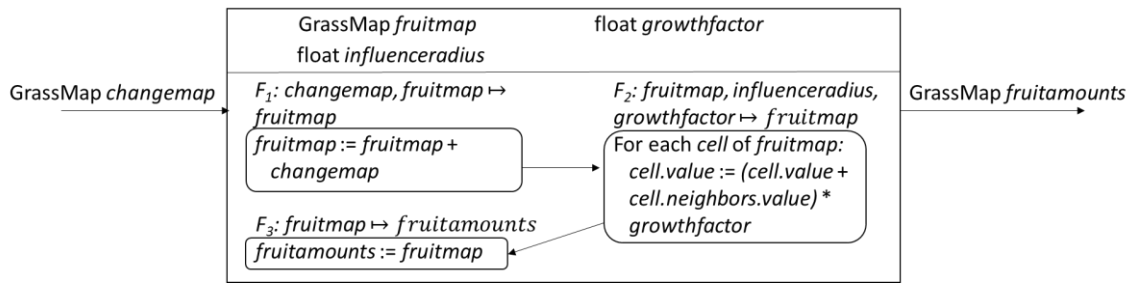 GrassMap fruitmap float growthfactor
float influenceradius
GrassMap changemap
F1: changemap, fruitmap ↦
fruitmap
fruitmap := fruitmap +
changemap
F2: fruitmap, influenceradius,
growthfactor ↦ fruitmap
For each cell of fruitmap:
cell.value := (cell.value +
cell.neighbors.value) *
growthfactor
F3: fruitmap ↦ fruitamounts
fruitamounts := fruitmap
GrassMap fruitamounts